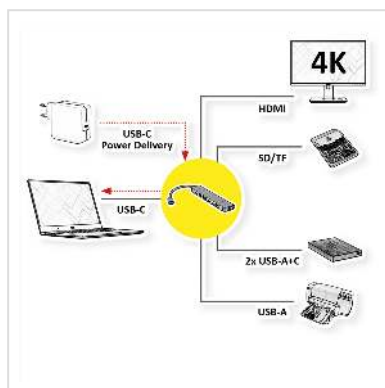 4K
HDMI
USB-C
Power Delivery
SD/TF
USB-C
2x USB-A+C
USB-A